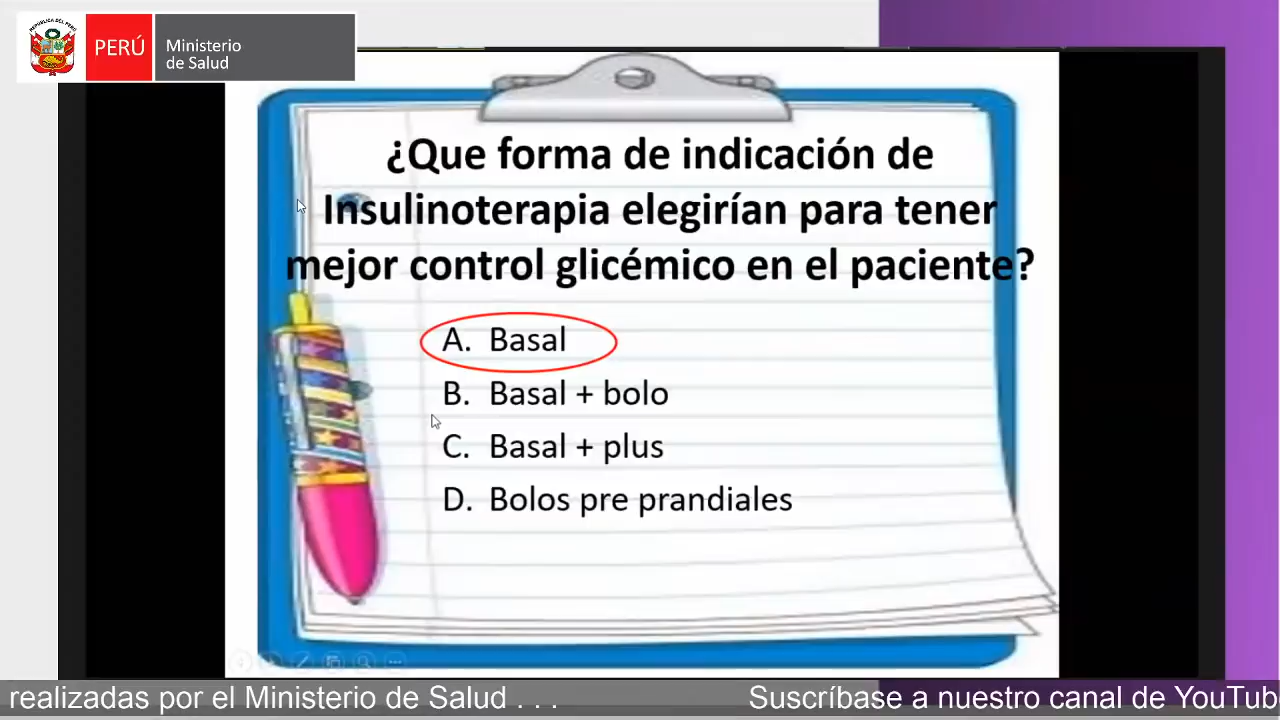 PERÚ
Ministerio
de Salud
¿Que forma de indicación de
Insulinoterapia elegirían para tener
mejor control glicémico en el paciente?
A. Basal
B. Basal + bolo
C. Basal + plus
D. Bolos pre prandiales
realizadas por el Ministerio de Salud . . . Suscríbase a nuestro canal de YouTub